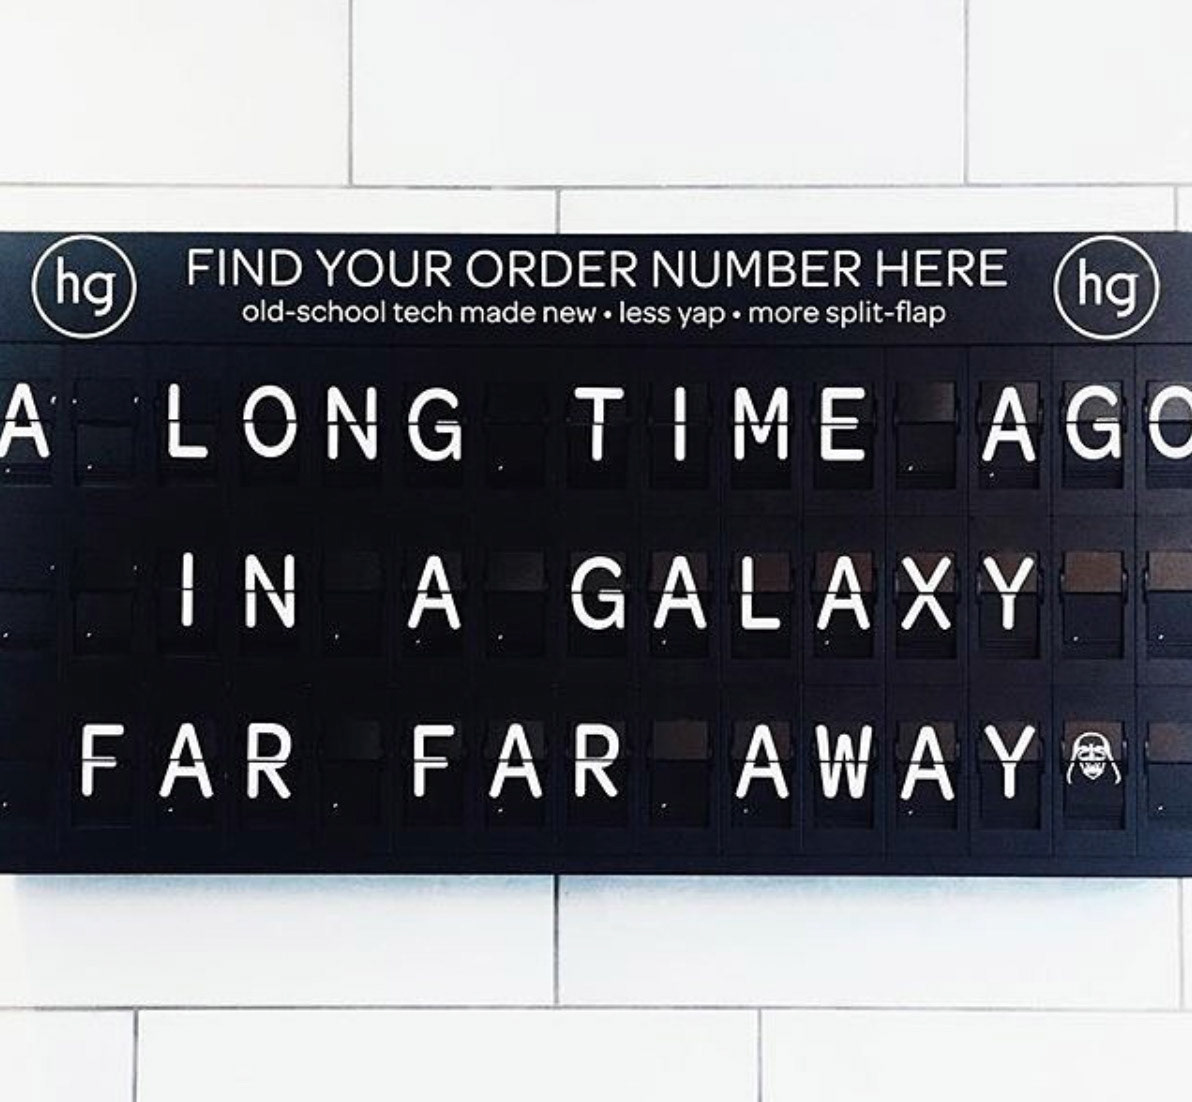 hg FIND YOUR ORDER NUMBER HERE hg
old-school tech made new • less yap • more split-flap
A LONG TIME AGO
IN A GALAXY
FAR FAR AWAY